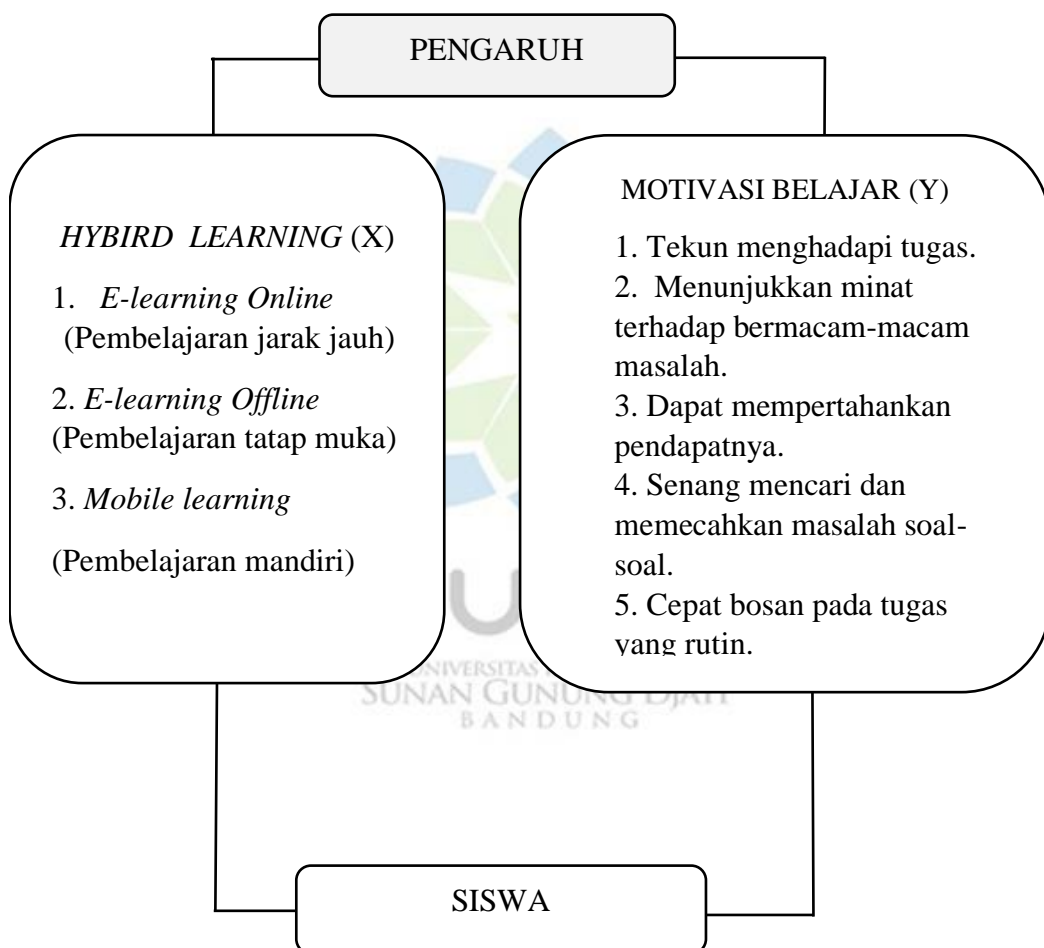 PENGARUH
HYBIRD LEARNING (X)
1. E-learning Online
(Pembelajaran jarak jauh)
2. E-learning Offline
(Pembelajaran tatap muka)
3. Mobile learning
(Pembelajaran mandiri)
MOTIVASI BELAJAR (Y)
1. Tekun menghadapi tugas.
2. Menunjukkan minat
terhadap bermacam-macam
masalah.
3. Dapat mempertahankan
pendapatnya.
4. Senang mencari dan
memecahkan masalah soal-
soal.
5. Cepat bosan pada tugas
yang rutin.
U
UNIVERSITAS
SUNAN GUNUNG DJATI
BANDUNG
SISWA